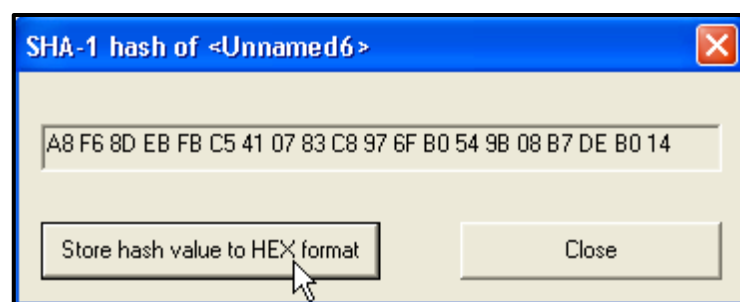 SHA-1 hash of <Unnamed6>
A8 F6 8D EB FB C5 41 07 83 C8 97 6F B0 54 9B 08 B7 DE B0 14
Store hash value to HEX format
Close